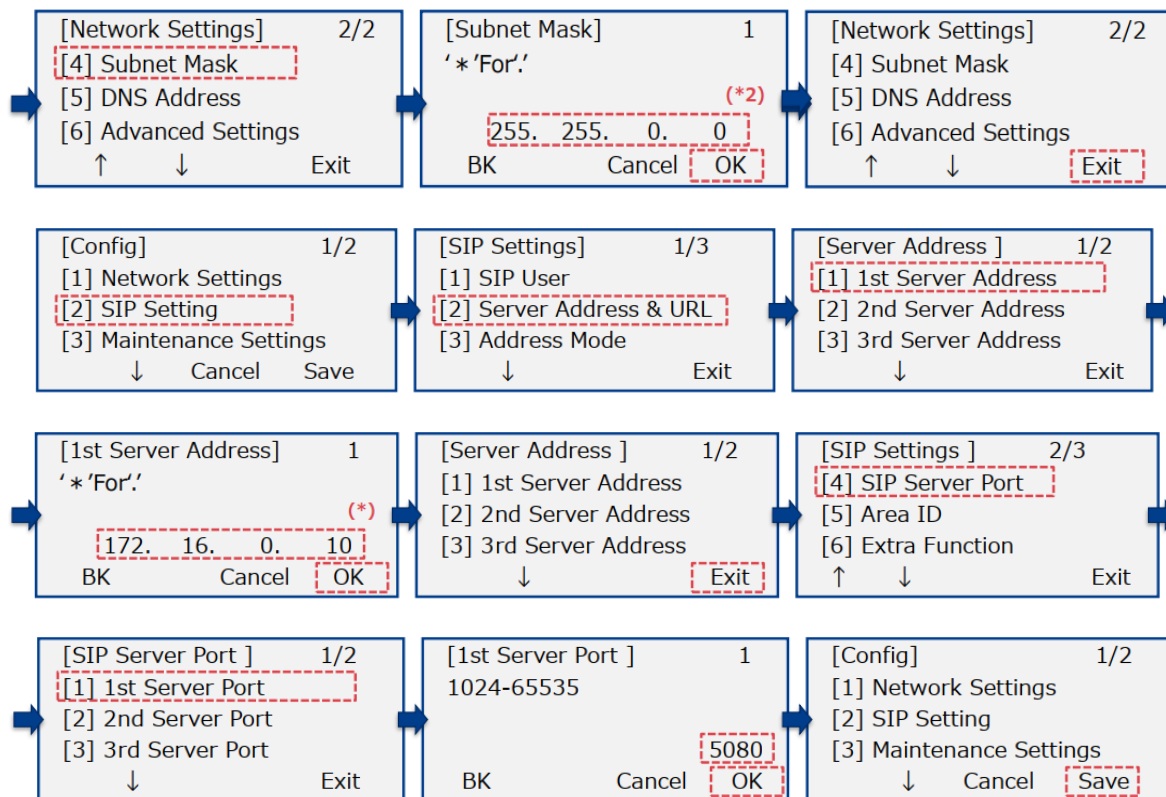 [Network Settings] 2/2
[4] Subnet Mask
[5] DNS Address
[6] Advanced Settings
↑ ↓ Exit
[Subnet Mask] 1
‘*’For‘.’
(*2)
255. 255. 0. 0
BK Cancel OK
[Network Settings] 2/2
[4] Subnet Mask
[5] DNS Address
[6] Advanced Settings
↑ ↓ Exit
[Config] 1/2
[1] Network Settings
[2] SIP Setting
[3] Maintenance Settings
↓ Cancel Save
[SIP Settings] 1/3
[1] SIP User
[2] Server Address & URL
[3] Address Mode
↓ Exit
[Server Address ] 1/2
[1] 1st Server Address
[2] 2nd Server Address
[3] 3rd Server Address
↓ Exit
[1st Server Address] 1
‘*’For‘.’
(*)
172. 16. 0. 10
BK Cancel OK
[Server Address ] 1/2
[1] 1st Server Address
[2] 2nd Server Address
[3] 3rd Server Address
↓ Exit
[SIP Settings ] 2/3
[4] SIP Server Port
[5] Area ID
[6] Extra Function
↑ ↓ Exit
[SIP Server Port ] 1/2
[1] 1st Server Port
[2] 2nd Server Port
[3] 3rd Server Port
↓ Exit
[1st Server Port ] 1
1024-65535
5080
BK Cancel OK
[Config] 1/2
[1] Network Settings
[2] SIP Setting
[3] Maintenance Settings
↓ Cancel Save